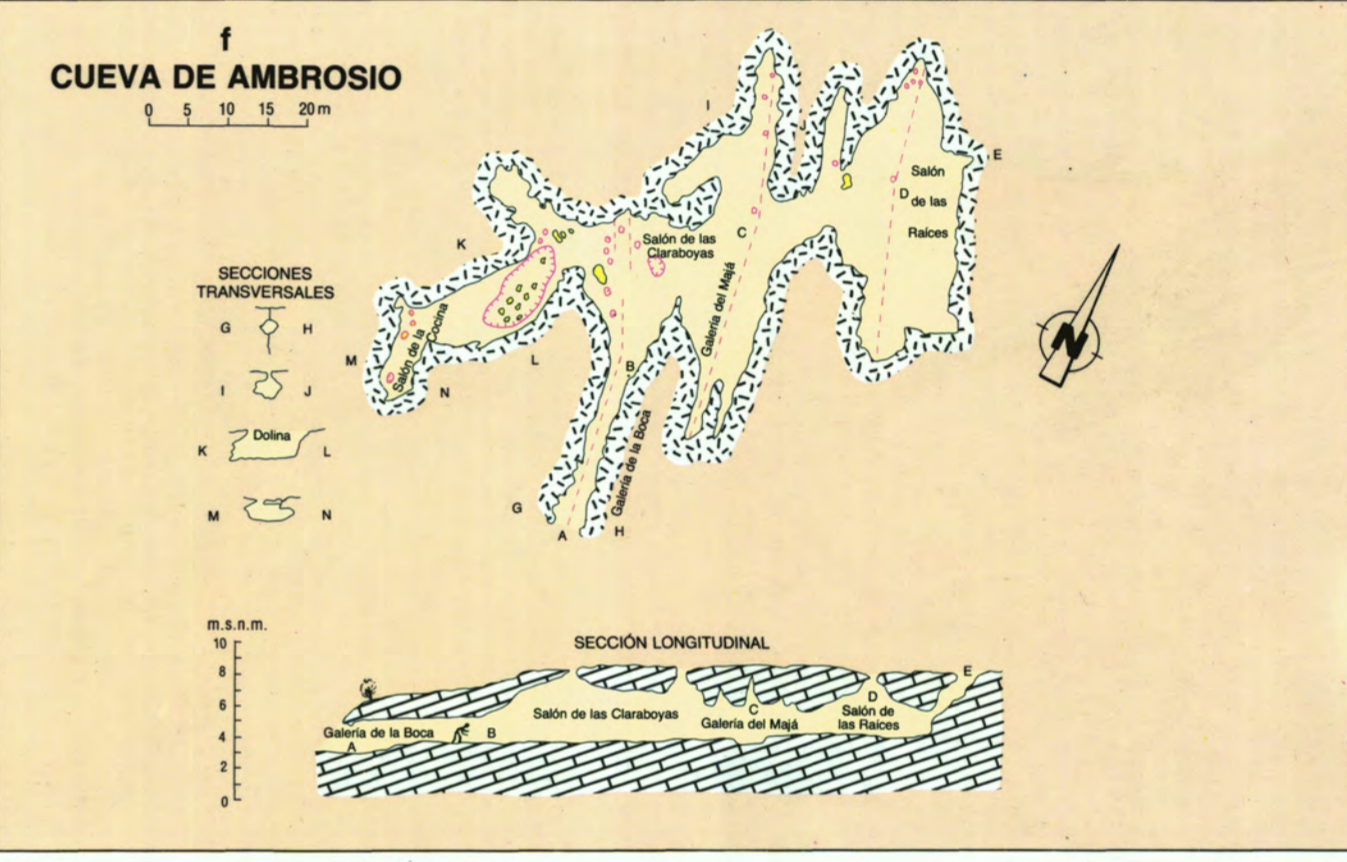 f
CUEVA DE AMBROSIO
0 5 10 15 20 m
I
J
E
Salón
D de las
Raíces
K
Salón de las
Claraboyas
C
Galería del Majá
SECCIONES
TRANSVERSALES
G H
I J
K Dolina L
M N
Salón de la
Cocina
M
N
L
B
Galería de la Boca
G
A
H
N
m.s.n.m.
10
8
6
4
2
0
SECCIÓN LONGITUDINAL
E
D
Salón de las Claraboyas
C
Galería del Majá
Salón de
las Raíces
Galería de la Boca
A
B